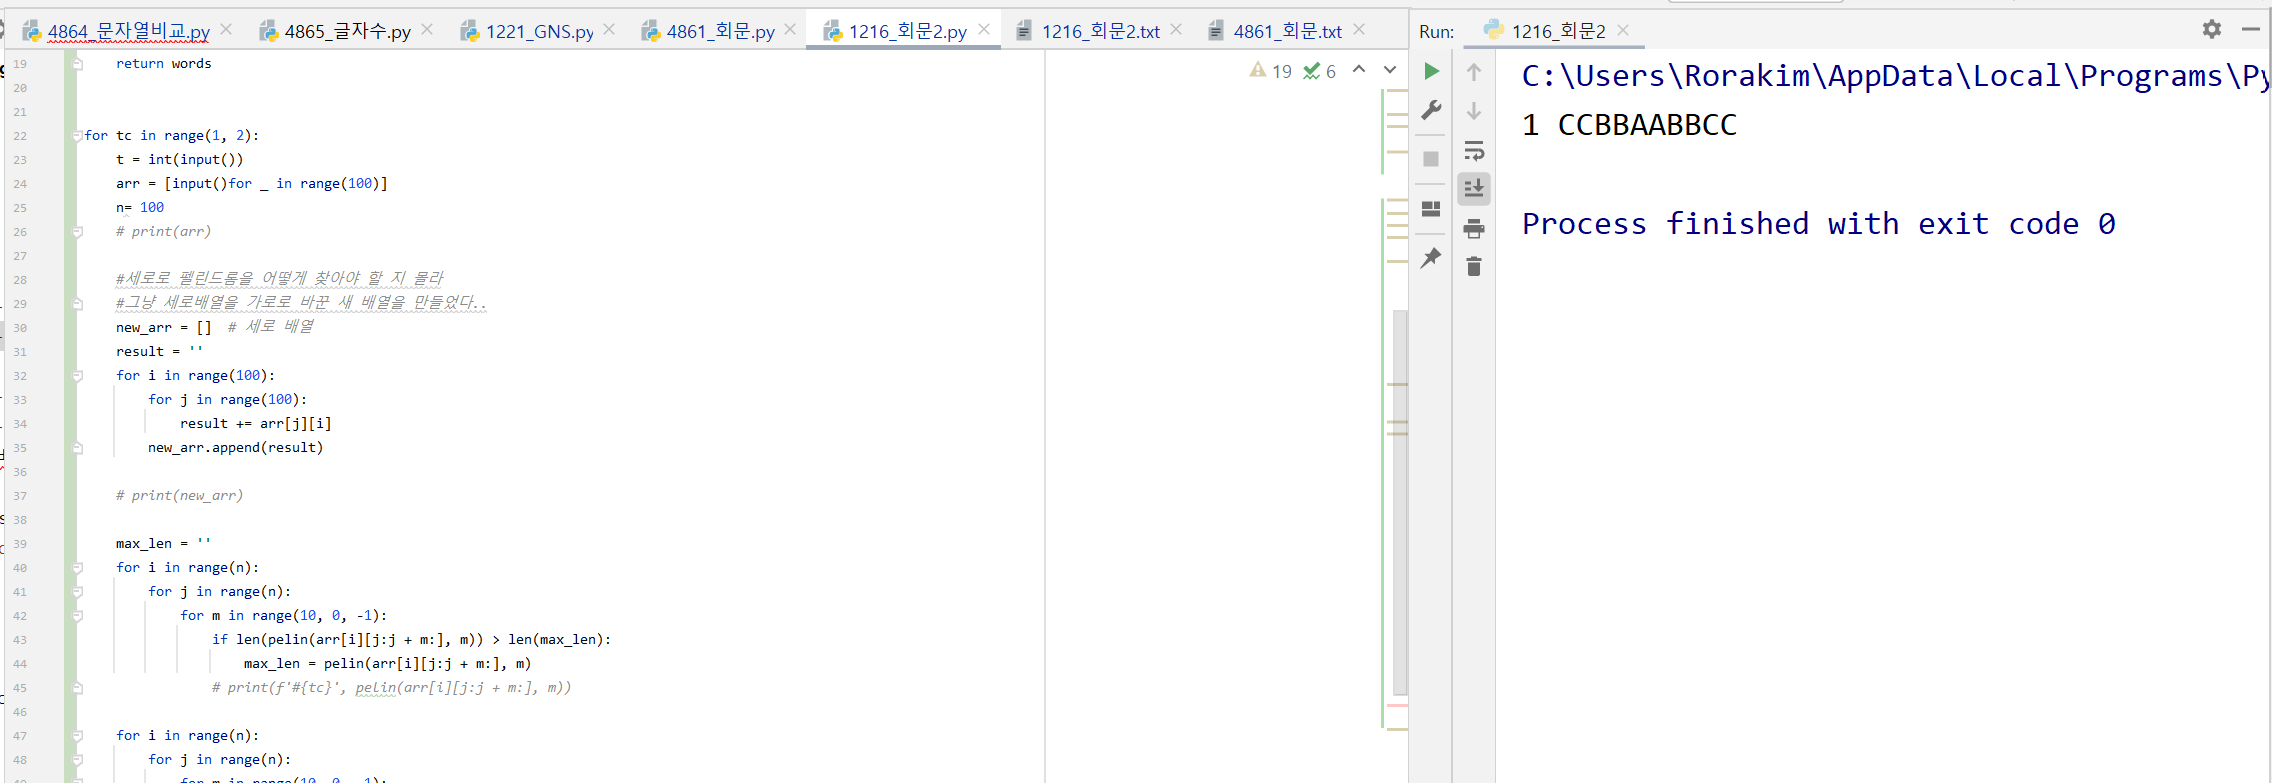 4864_문자열비교.py 4865_글자수.py 1221_GNS.py 4861_회문.py 1216_회문2.py 1216_회문2.txt 4861_회문.txt
19 return words
20
21
22 for tc in range(1, 2):
23 t = int(input())
24 arr = [input()for _ in range(100)]
25 n= 100
26 # print(arr)
27
28 #세로로 펠린드롬을 어떻게 찾아야 할 지 몰라
29 #그냥 세로배열을 가로로 바꾼 새 배열을 만들었다..
30 new_arr = [] # 세로 배열
31 result = ''
32 for i in range(100):
33 for j in range(100):
34 result += arr[j][i]
35 new_arr.append(result)
36
37 # print(new_arr)
38
39 max_len = ''
40 for i in range(n):
41 for j in range(n):
42 for m in range(10, 0, -1):
43 if len(pelin(arr[i][j:j + m:], m)) > len(max_len):
44 max_len = pelin(arr[i][j:j + m:], m)
45 # print(f'#{tc}', pelin(arr[i][j:j + m:], m))
46
47 for i in range(n):
48 for j in range(n):
for m in range(10, 0, -1):
19 6
Run: 1216_회문2
C:\Users\Rorakim\AppData\Local\Programs\Py
1 CCBBAABBCC
Process finished with exit code 0